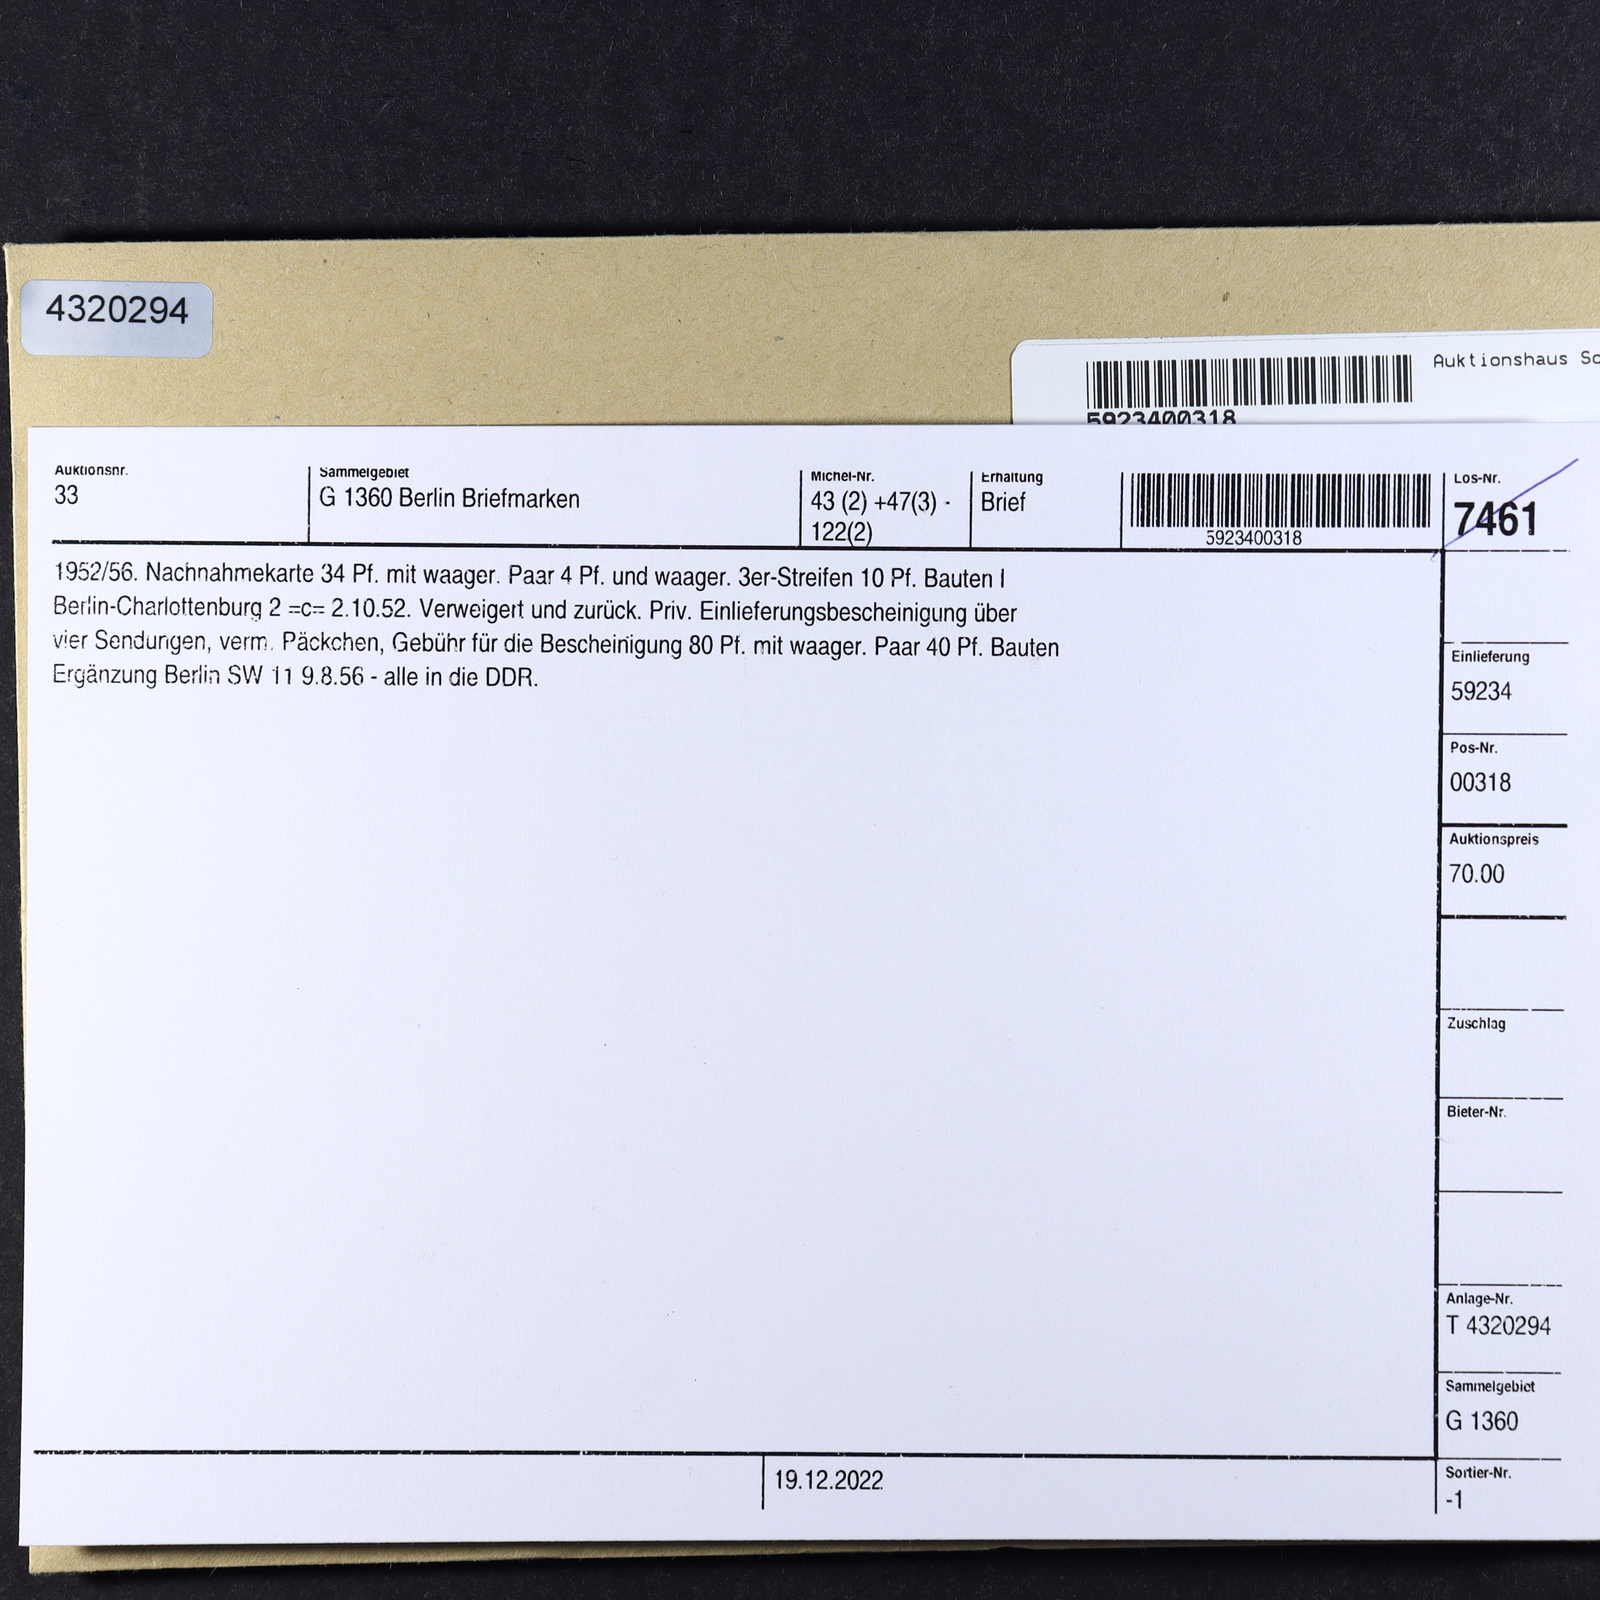 4320294
Auktionshaus
5923400318
Auktionsnr.
33
Sammelgebiet
G 1360 Berlin Briefmarken
Michel-Nr.
43 (2) +47(3) -
122(2)
Erhaltung
Brief
5923400318
Los-Nr.
7461
1952/56. Nachnahmekarte 34 Pf. mit waager. Paar 4 Pf. und waager. 3er-Streifen 10 Pf. Bauten I
Berlin-Charlottenburg 2 =c= 2.10.52. Verweigert und zurück. Priv. Einlieferungsbescheinigung über
vier Sendungen, verm. Päckchen, Gebühr für die Bescheinigung 80 Pf. mit waager. Paar 40 Pf. Bauten
Ergänzung Berlin SW 11 9.8.56 - alle in die DDR.
Einlieferung
59234
Pos-Nr.
00318
Auktionspreis
70.00
Zuschlag
Bieter-Nr.
Anlage-Nr.
T 4320294
Sammelgebiet
G 1360
19.12.2022
Sortier-Nr.
-1